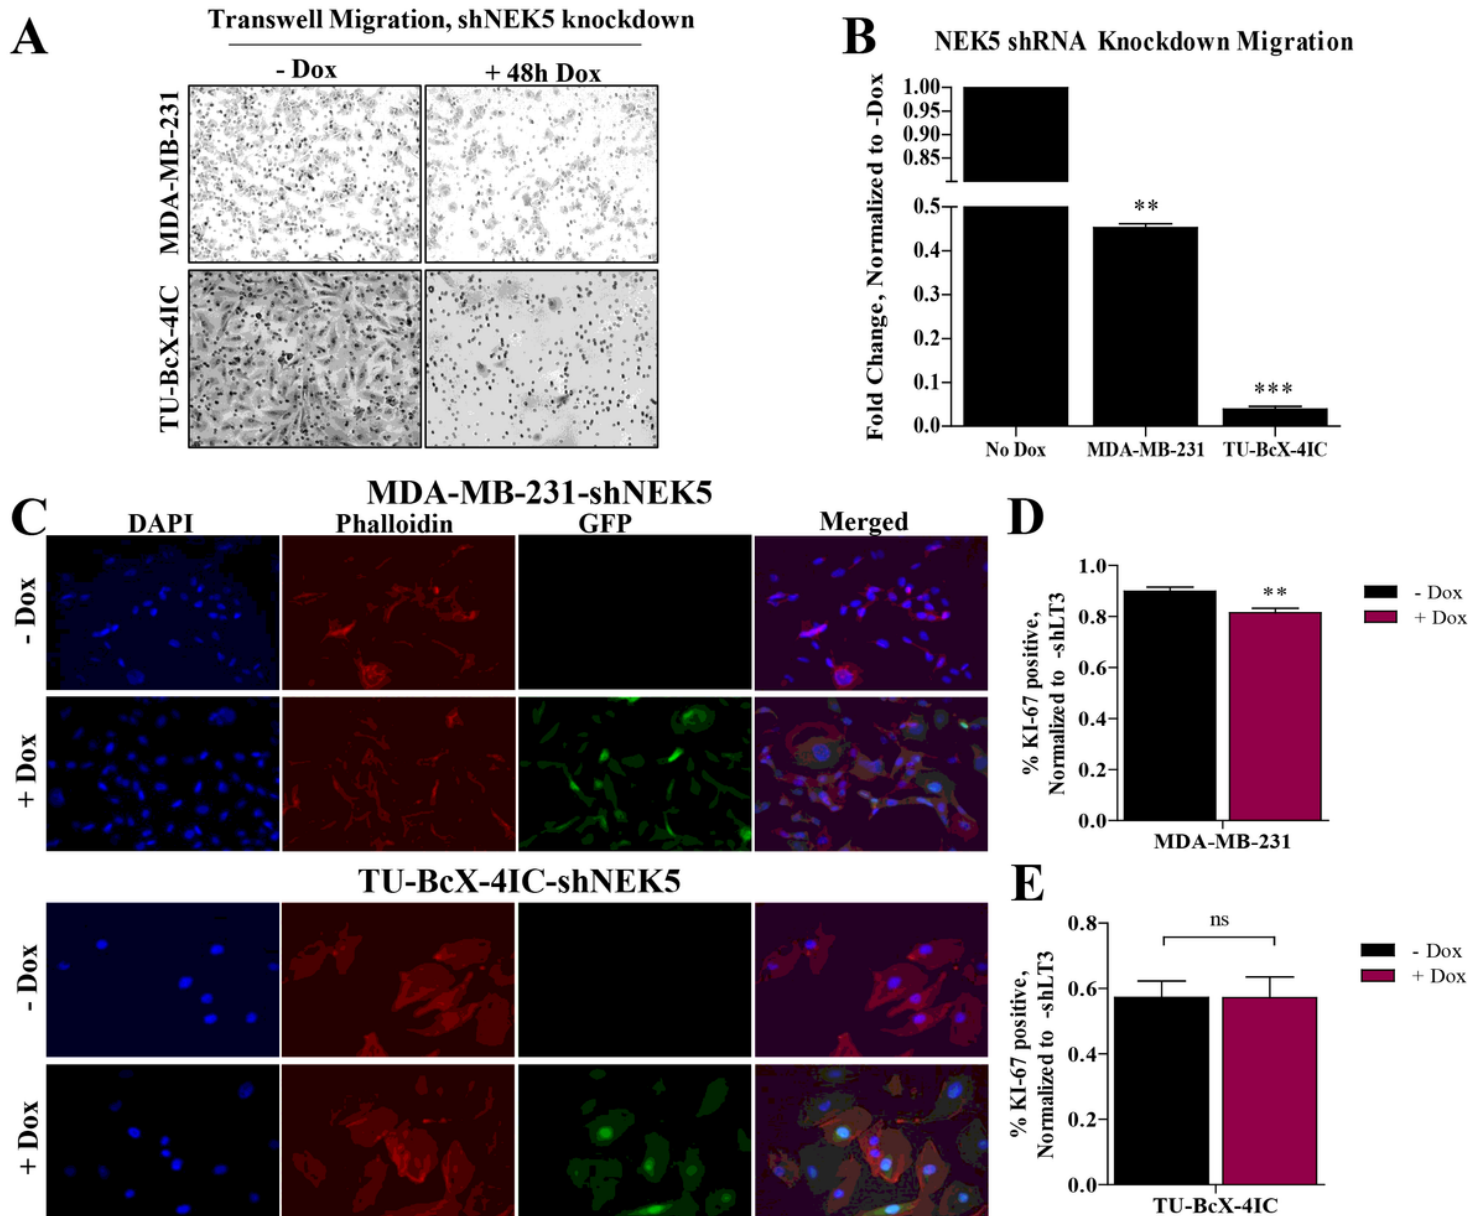 A
Transwell Migration, shNEK5 knockdown
- Dox
+ 48h Dox
MDA-MB-231
TU-BcX-4IC
B
NEK5 shRNA Knockdown Migration
Fold Change, Normalized to -Dox
1.00
0.95
0.90
0.85
0.5
0.4
0.3
0.2
0.1
0.0
**
***
No Dox
MDA-MB-231
TU-BcX-4IC
C
MDA-MB-231-shNEK5
DAPI
Phalloidin
GFP
Merged
- Dox
+ Dox
TU-BcX-4IC-shNEK5
- Dox
+ Dox
D
% KI-67 positive,
Normalized to -shLT3
1.0
0.8
0.6
0.4
0.2
0.0
**
MDA-MB-231
- Dox
+ Dox
E
% KI-67 positive,
Normalized to -shLT3
0.8
0.6
0.4
0.2
0.0
ns
TU-BcX-4IC
- Dox
+ Dox